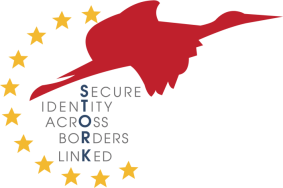 SECURE
IDENTITY
ACROSS
BORDERS
LINKED